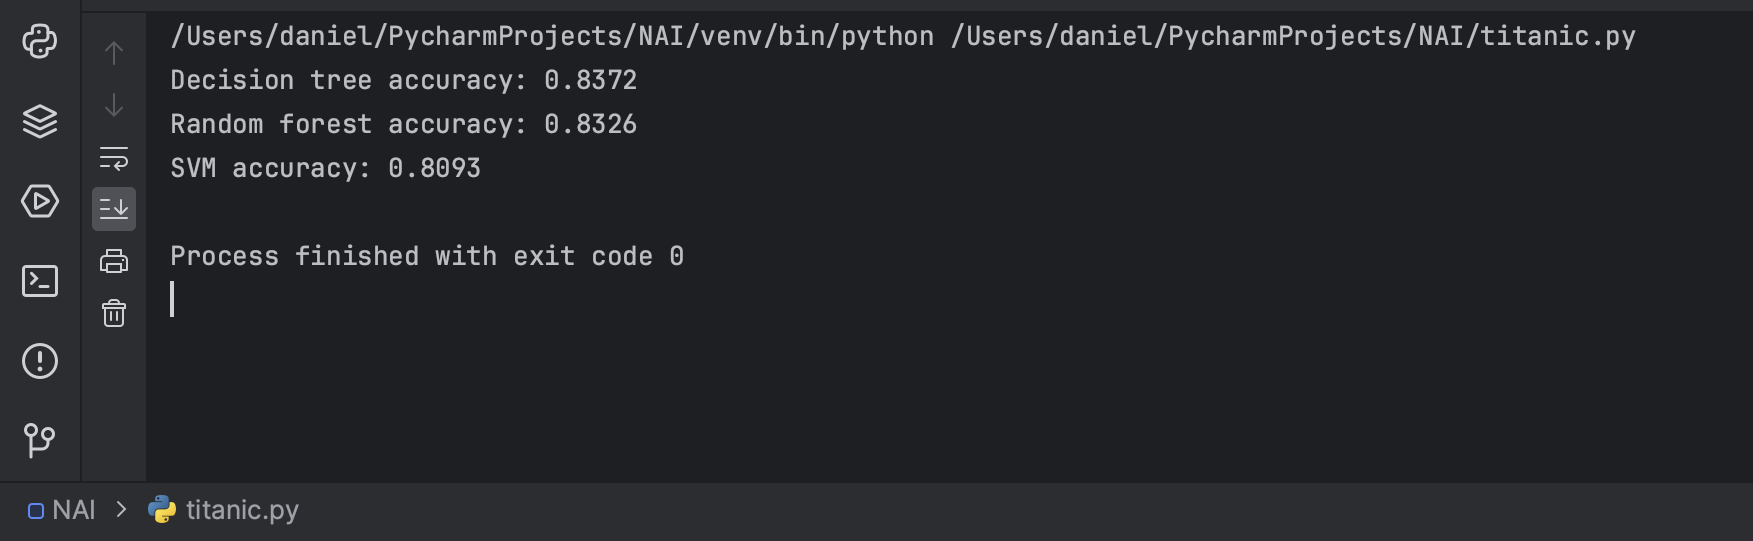 /Users/daniel/PycharmProjects/NAI/venv/bin/python /Users/daniel/PycharmProjects/NAI/titanic.py
Decision tree accuracy: 0.8372
Random forest accuracy: 0.8326
SVM accuracy: 0.8093
Process finished with exit code 0
NAI > titanic.py